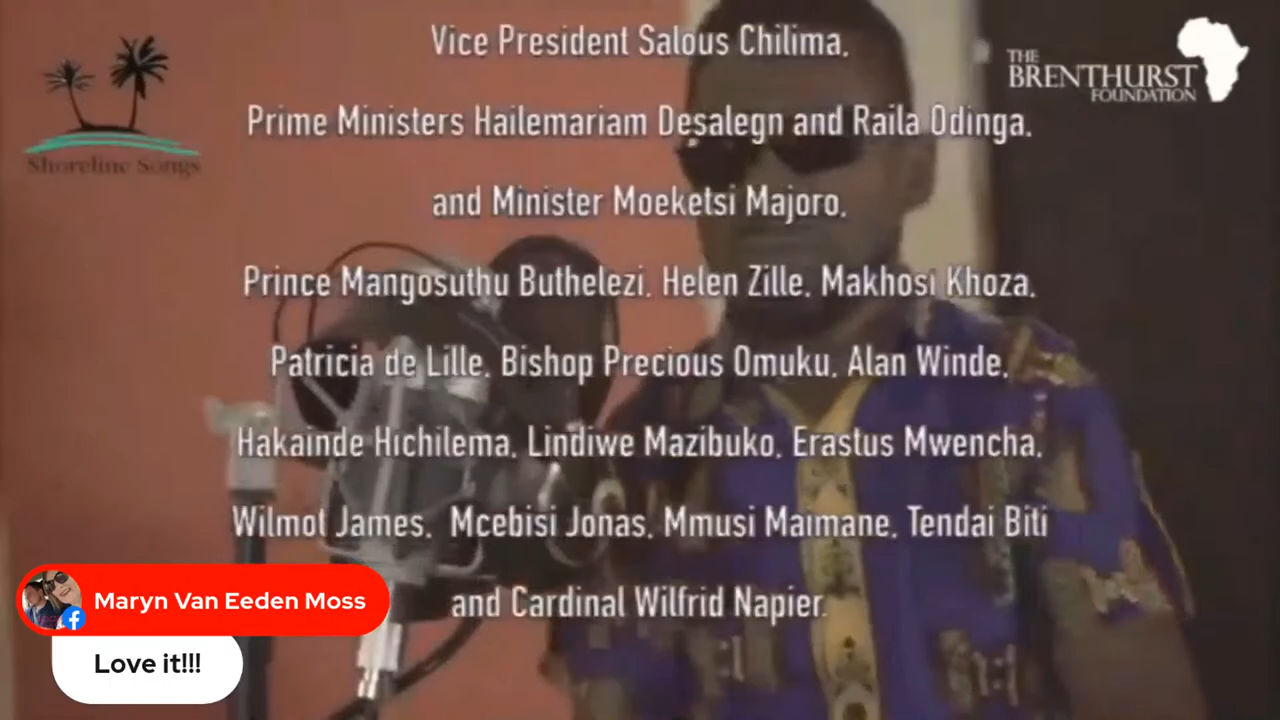 Vice President Salous Chilima,
THE
BRENTHURST
FOUNDATION
Prime Ministers Hailemariam Desalegn and Raila Odinga,
Shoreline Songs
and Minister Moeketsi Majoro,
Prince Mangosuthu Buthelezi, Helen Zille, Makhosi Khoza,
Patricia de Lille, Bishop Precious Omuku, Alan Winde,
Hakainde Hichilema, Lindiwe Mazibuko, Erastus Mwencha,
Wilmot James,  Mcebisi Jonas, Mmusi Maimane, Tendai Biti
and Cardinal Wilfrid Napier.
Maryn Van Eeden Moss
Love it!!!